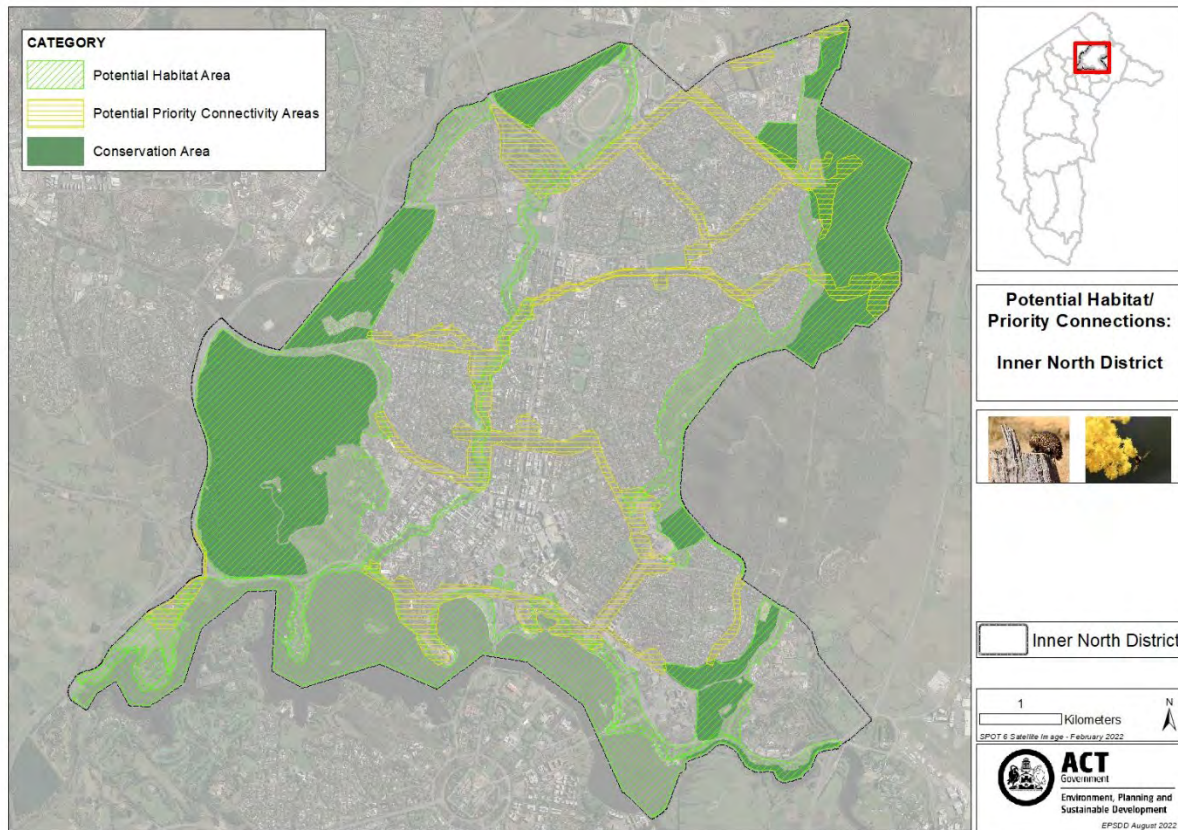 CATEGORY
Potential Habitat Area
Potential Priority Connectivity Areas
Conservation Area
Potential Habitat/
Priority Connections:
Inner North District
Inner North District
1
Kilometers
N
SPOT 6 Satellite Image - February 2022
ACT
Government
Environment, Planning and
Sustainable Development
EPSDD August 2022